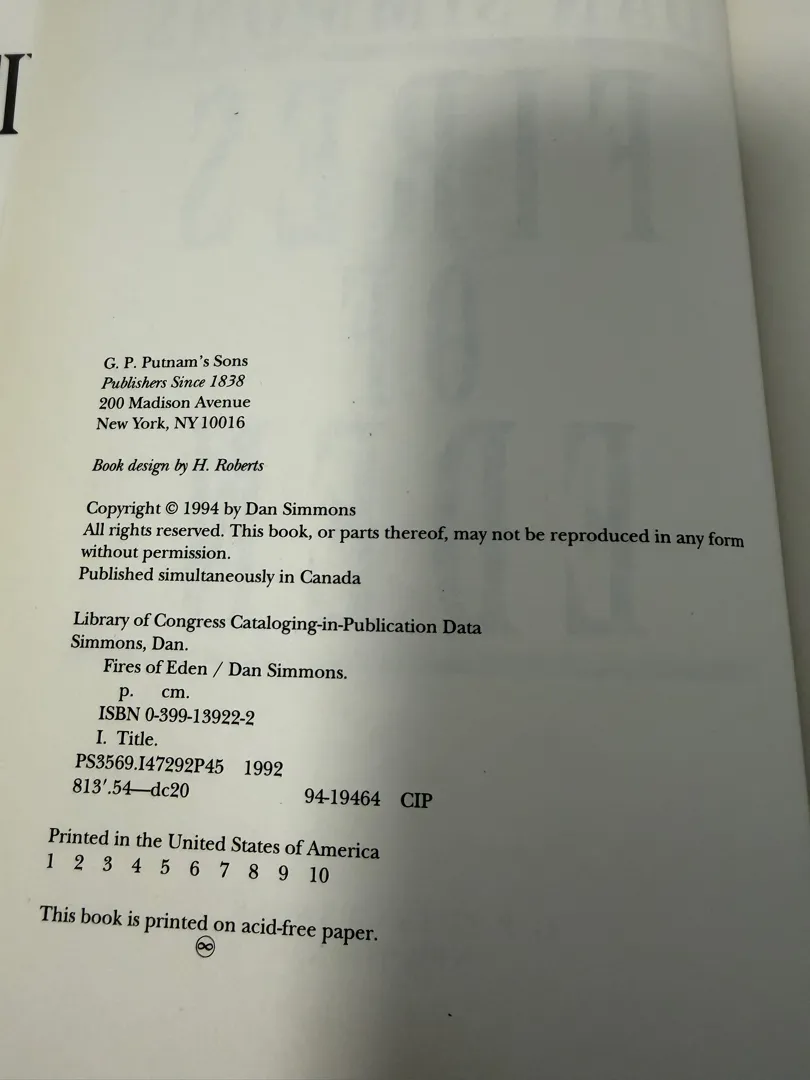 G. P. Putnam's Sons
Publishers Since 1838
200 Madison Avenue
New York, NY 10016
Book design by H. Roberts
Copyright © 1994 by Dan Simmons
All rights reserved. This book, or parts thereof, may not be reproduced in any form
without permission.
Published simultaneously in Canada
Library of Congress Cataloging-in-Publication Data
Simmons, Dan.
Fires of Eden / Dan Simmons.
p. cm.
ISBN 0-399-13922-2
I. Title.
PS3569.I47292P45 1992
813'.54—dc20 94-19464 CIP
Printed in the United States of America
1 2 3 4 5 6 7 8 9 10
This book is printed on acid-free paper.